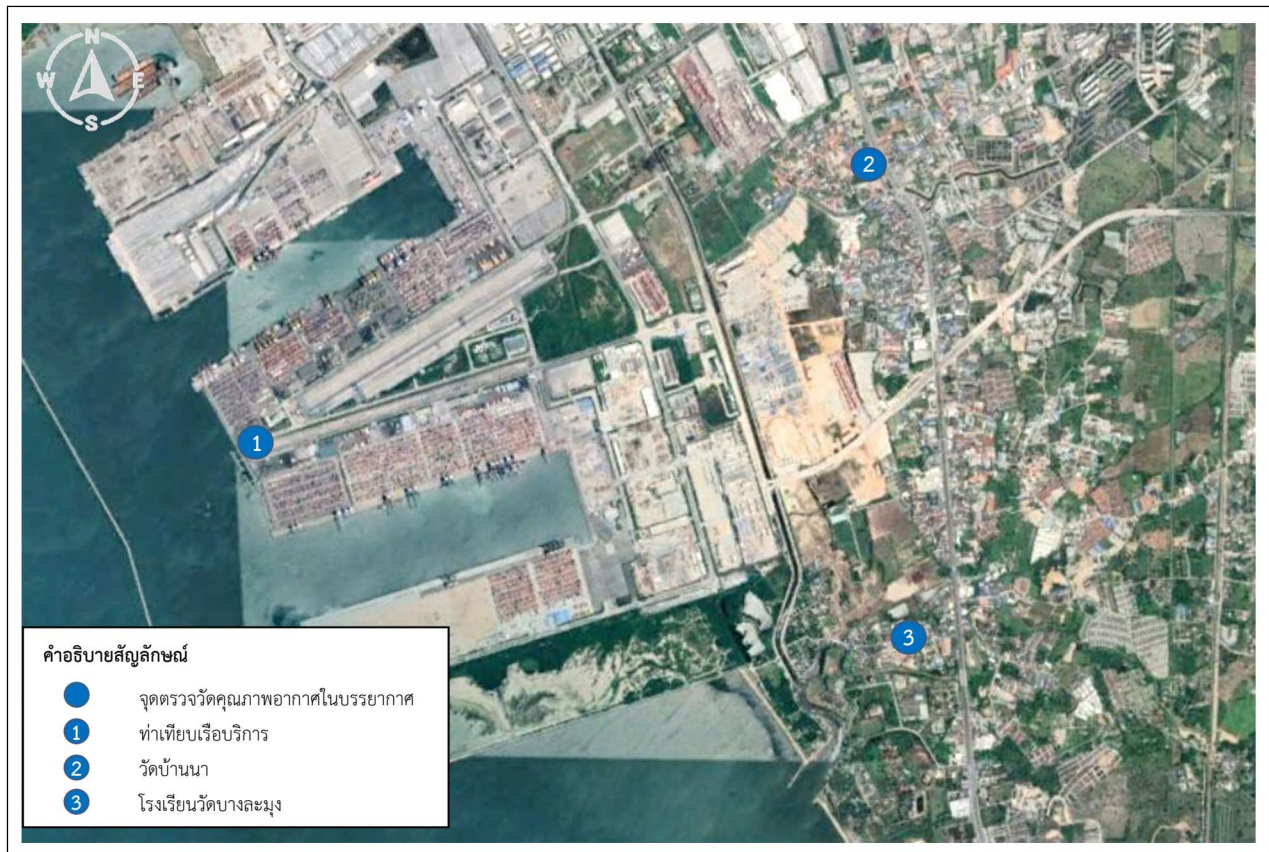 N
W E
S
2
1
3
คำอธิบายสัญลักษณ์
จุดตรวจวัดคุณภาพอากาศในบรรยากาศ
1 ท่าเทียบเรือบริการ
2 วัดบ้านนา
3 โรงเรียนวัดบางละมุง